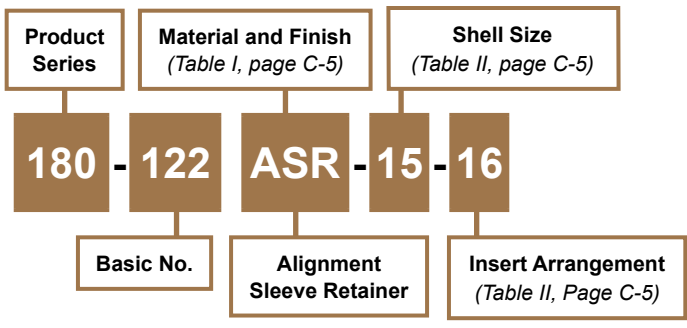 Product
Series
Material and Finish
(Table I, page C-5)
Shell Size
(Table II, page C-5)
180 - 122 ASR - 15 - 16
Basic No.
Alignment
Sleeve Retainer
Insert Arrangement
(Table II, Page C-5)